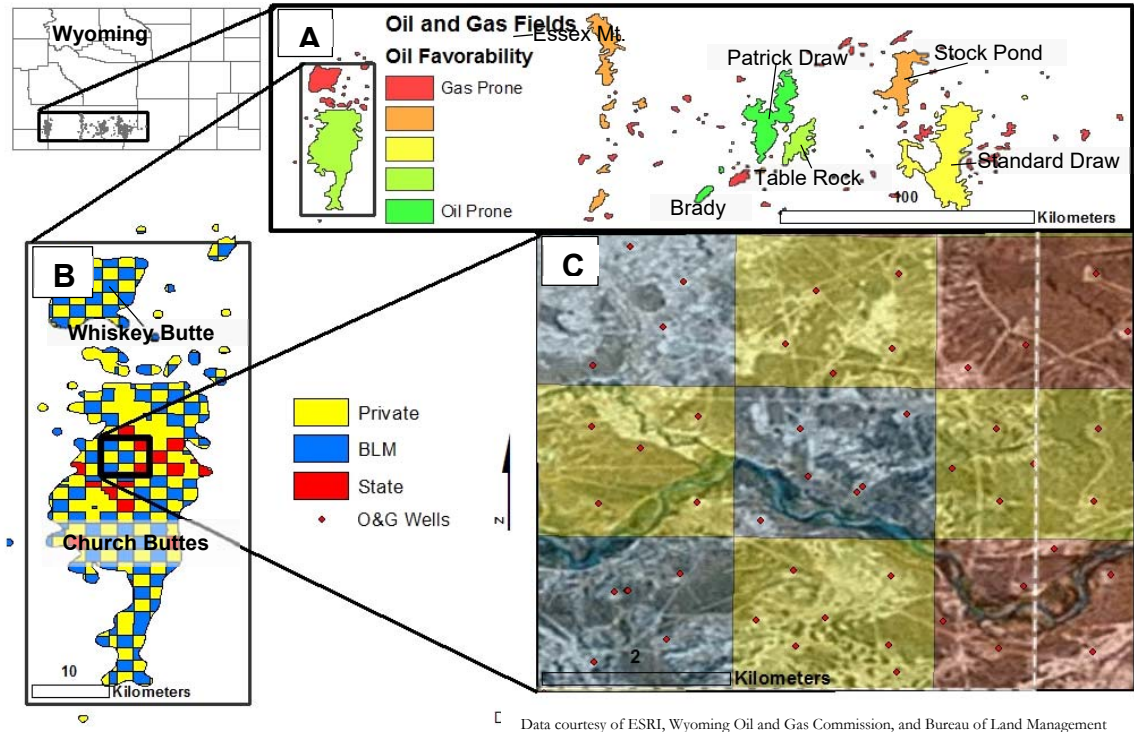 Wyoming
A
Oil and Gas Fields
Essex Mt.
Oil Favorability
Gas Prone
Oil Prone
Patrick Draw
Stock Pond
Standard Draw
Table Rock
Brady
100
Kilometers
B
Whiskey Butte
Church Buttes
10
Kilometers
Private
BLM
State
O&G Wells
z
C
2
Kilometers
Data courtesy of ESRI, Wyoming Oil and Gas Commission, and Bureau of Land Management